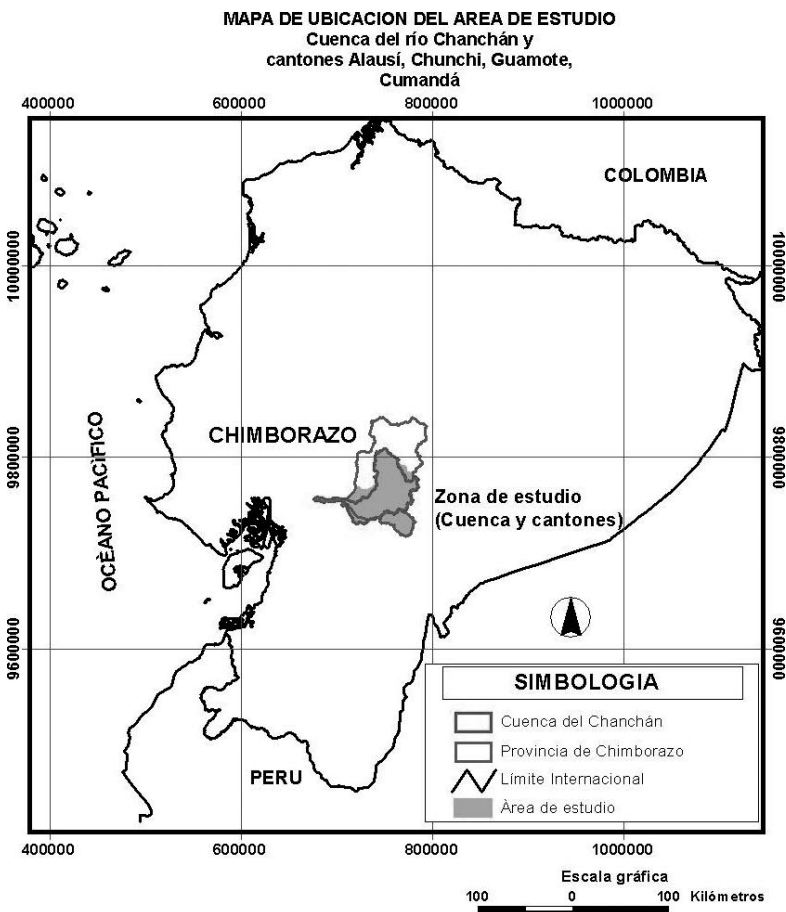 MAPA DE UBICACION DEL AREA DE ESTUDIO
Cuenca del río Chanchán y
cantones Alausí, Chunchi, Guamote,
Cumandá
400000 600000 800000 1000000
COLOMBIA
10000000 10000000
CHIMBORAZO
9800000 9800000
OCÈANO PACÌFICO
Zona de estudio
(Cuenca y cantones)
9600000 9600000
PERU
SIMBOLOGIA
Cuenca del Chanchán
Provincia de Chimborazo
Límite Internacional
Àrea de estudio
400000 600000 800000 1000000
Escala gráfica
100 0 100 Kilómetros